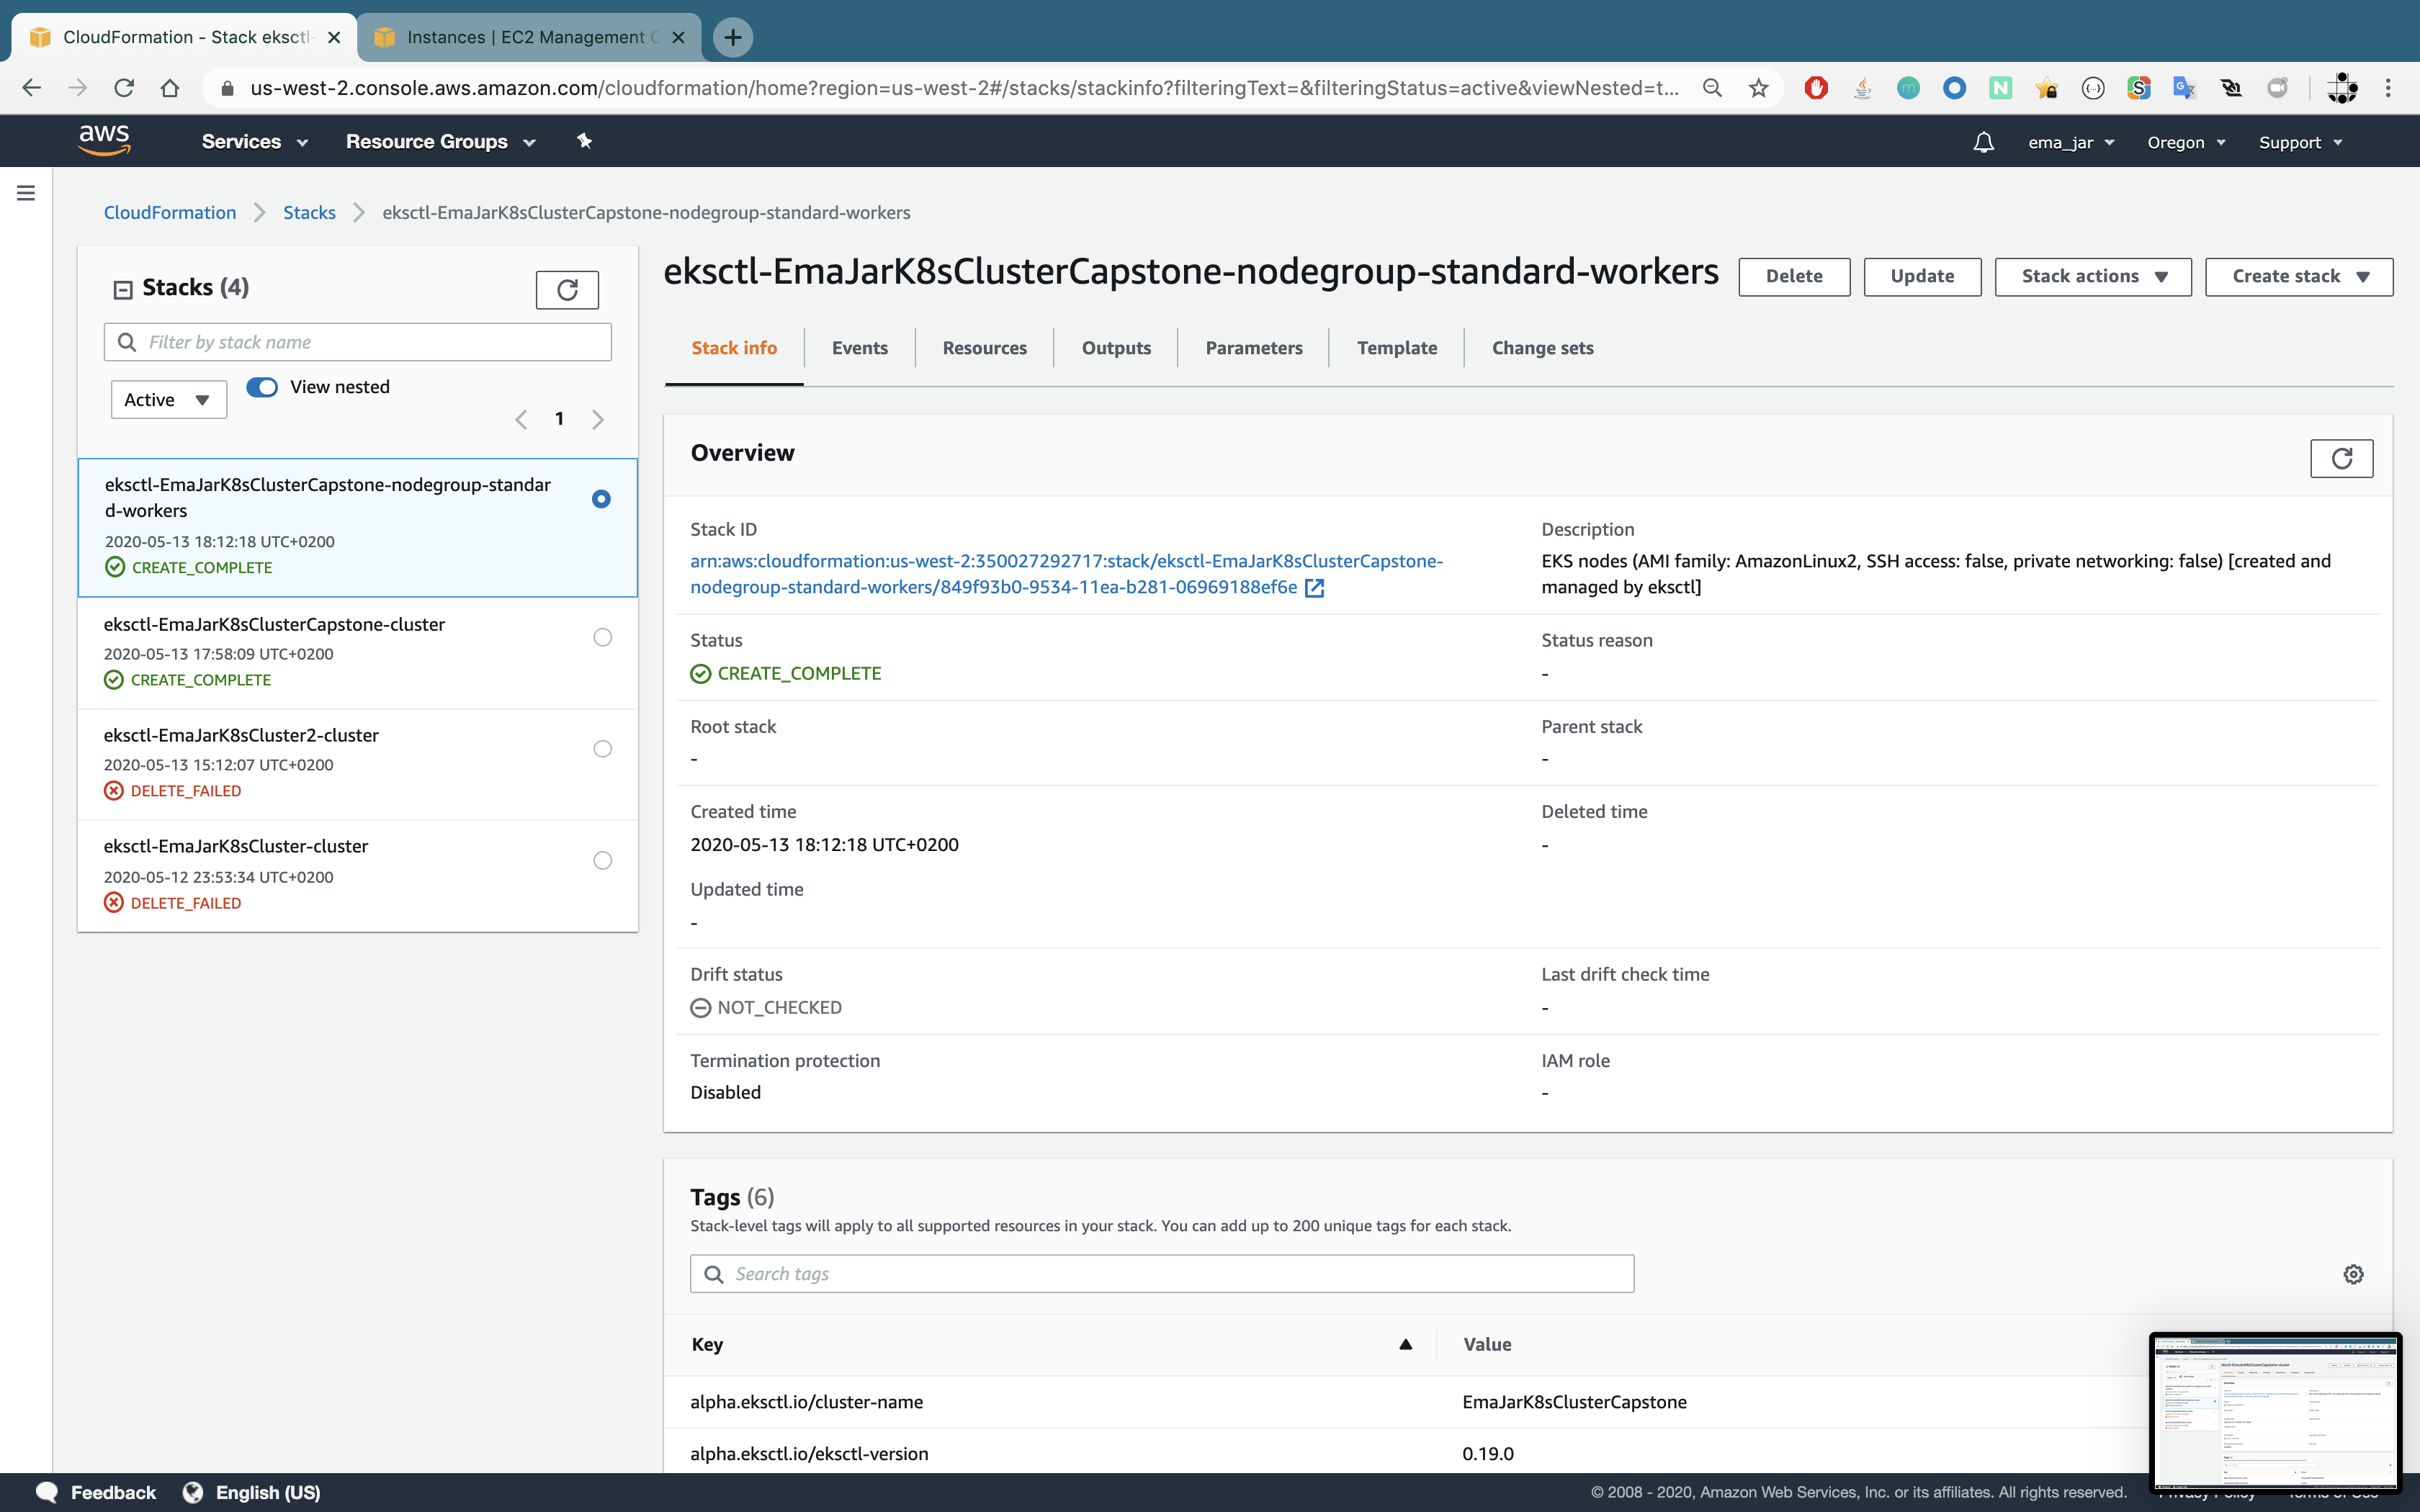 CloudFormation - Stack eksctl-
Instances | EC2 Management C
us-west-2.console.aws.amazon.com/cloudformation/home?region=us-west-2#/stacks/stackinfo?filteringText=&filteringStatus=active&viewNested=t...
aws
Services
Resource Groups
ema_jar
Oregon
Support
CloudFormation
Stacks
eksctl-EmaJarK8sClusterCapstone-nodegroup-standard-workers
Stacks (4)
Filter by stack name
Active
View nested
1
eksctl-EmaJarK8sClusterCapstone-nodegroup-standar
d-workers
2020-05-13 18:12:18 UTC+0200
CREATE_COMPLETE
eksctl-EmaJarK8sClusterCapstone-cluster
2020-05-13 17:58:09 UTC+0200
CREATE_COMPLETE
eksctl-EmaJarK8sCluster2-cluster
2020-05-13 15:12:07 UTC+0200
DELETE_FAILED
eksctl-EmaJarK8sCluster-cluster
2020-05-12 23:53:34 UTC+0200
DELETE_FAILED
eksctl-EmaJarK8sClusterCapstone-nodegroup-standard-workers
Delete
Update
Stack actions
Create stack
Stack info
Events
Resources
Outputs
Parameters
Template
Change sets
Overview
Stack ID
arn:aws:cloudformation:us-west-2:350027292717:stack/eksctl-EmaJarK8sClusterCapstone-
nodegroup-standard-workers/849f93b0-9534-11ea-b281-06969188ef6e
Description
EKS nodes (AMI family: AmazonLinux2, SSH access: false, private networking: false) [created and
managed by eksctl]
Status
CREATE_COMPLETE
Status reason
-
Root stack
-
Parent stack
-
Created time
2020-05-13 18:12:18 UTC+0200
Deleted time
-
Updated time
-
Drift status
NOT_CHECKED
Last drift check time
-
Termination protection
Disabled
IAM role
-
Tags (6)
Stack-level tags will apply to all supported resources in your stack. You can add up to 200 unique tags for each stack.
Search tags
Key
Value
alpha.eksctl.io/cluster-name
EmaJarK8sClusterCapstone
alpha.eksctl.io/eksctl-version
0.19.0
Feedback
English (US)
© 2008 - 2020, Amazon Web Services, Inc. or its affiliates. All rights reserved.
Privacy Policy
Terms of Use